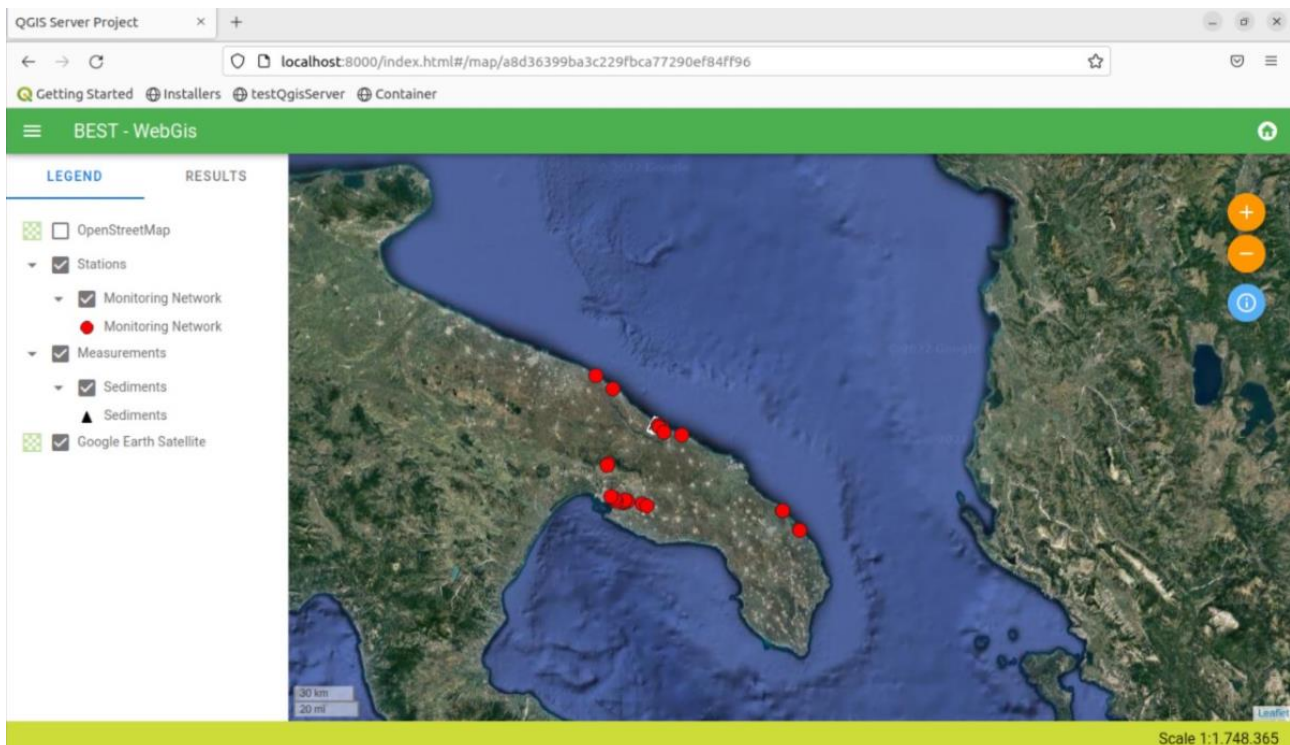 QGIS Server Project
localhost:8000/index.html#/map/a8d36399ba3c229fbca77290ef84ff96
Getting Started Installers testQgisServer Container
BEST - WebGis
LEGEND RESULTS
OpenStreetMap
Stations
Monitoring Network
Monitoring Network
Measurements
Sediments
Sediments
Google Earth Satellite
30 km
20 mi
Leaflet
Scale 1:1.748.365